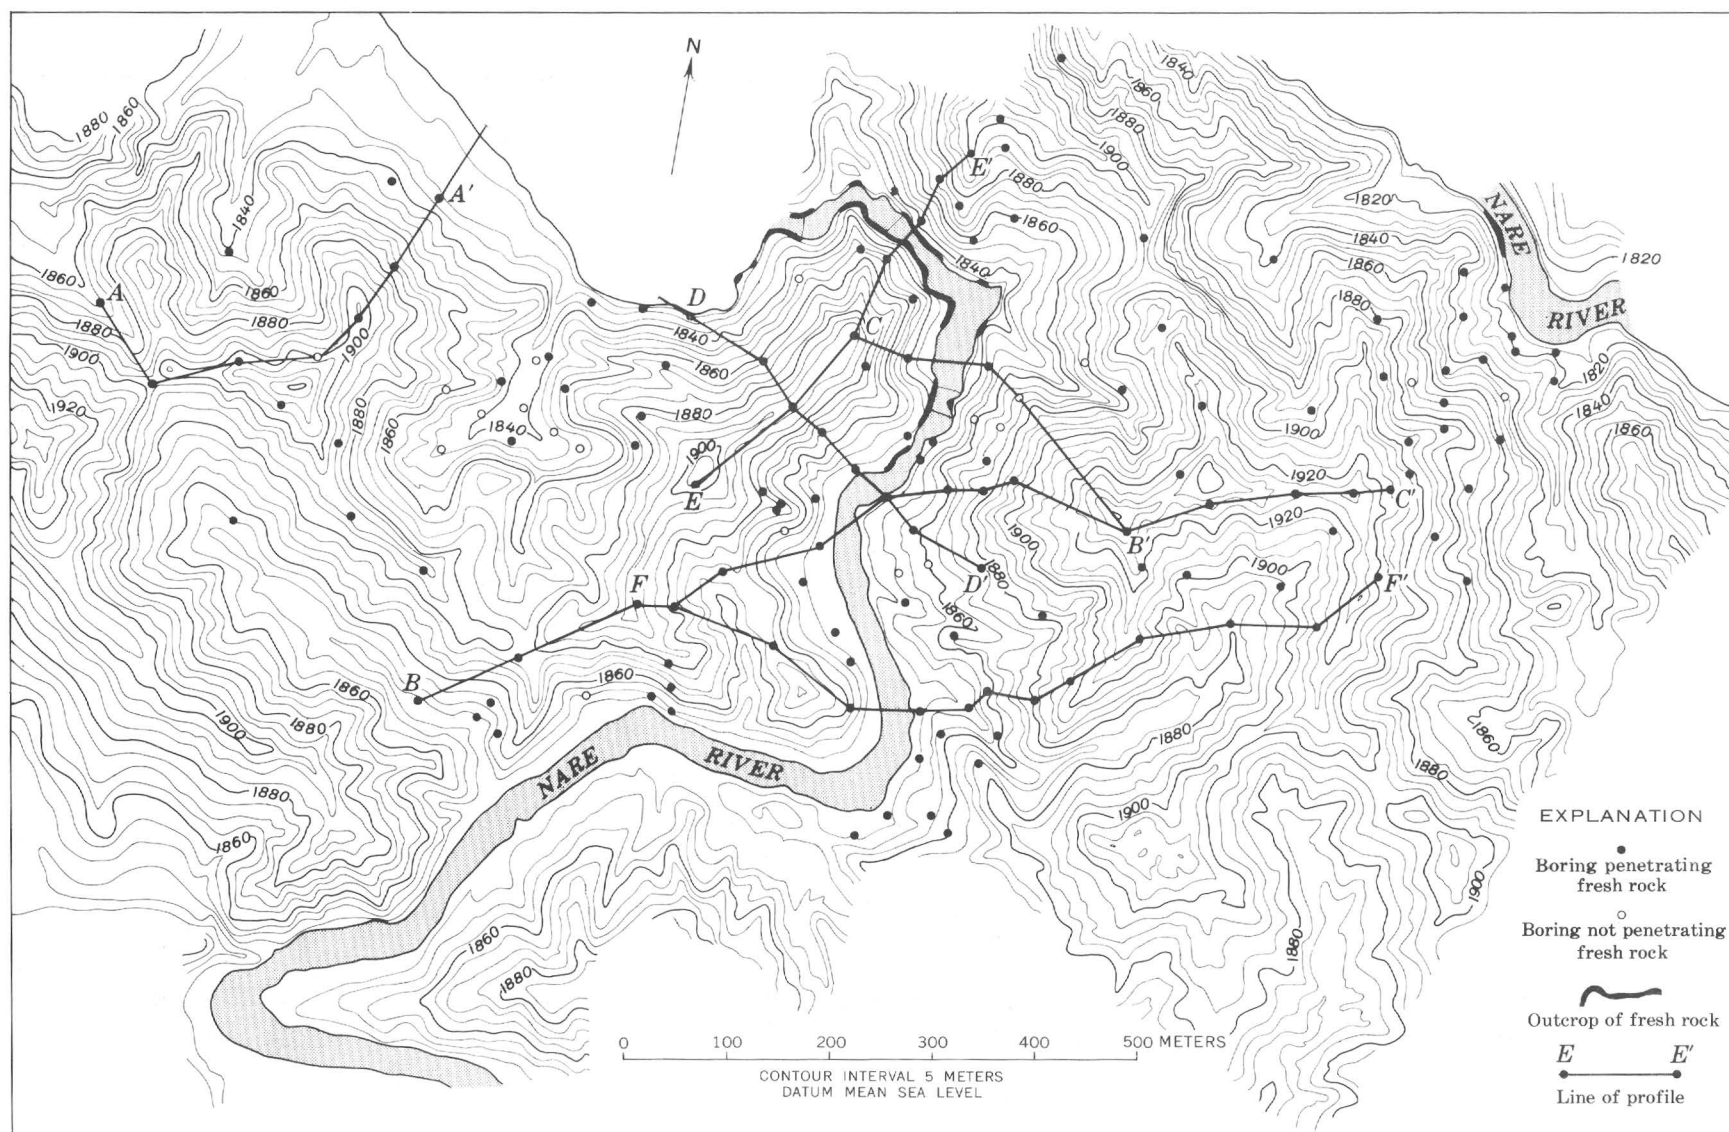 N
1840
1860
1880
1900
1880
1860
1840
A'
E'
1880
1860
1820
1840
1860
1880
NARE
RIVER
1820
1860
A
1880
1900
1920
1860
1880
1900
1880
1860
1840
D
1840
1860
1880
1900
E
C
1840
1900
1920
1920
C'
B'
1900
1900
1880
D'
1860
F
F'
1820
1840
1860
B
1860
1860
1880
1900
1880
1860
NARE
RIVER
1880
1860
1880
1900
1900
1880
1860
1880
EXPLANATION
Boring penetrating
fresh rock
Boring not penetrating
fresh rock
Outcrop of fresh rock
E E'
Line of profile
0 100 200 300 400 500 METERS
CONTOUR INTERVAL 5 METERS
DATUM MEAN SEA LEVEL